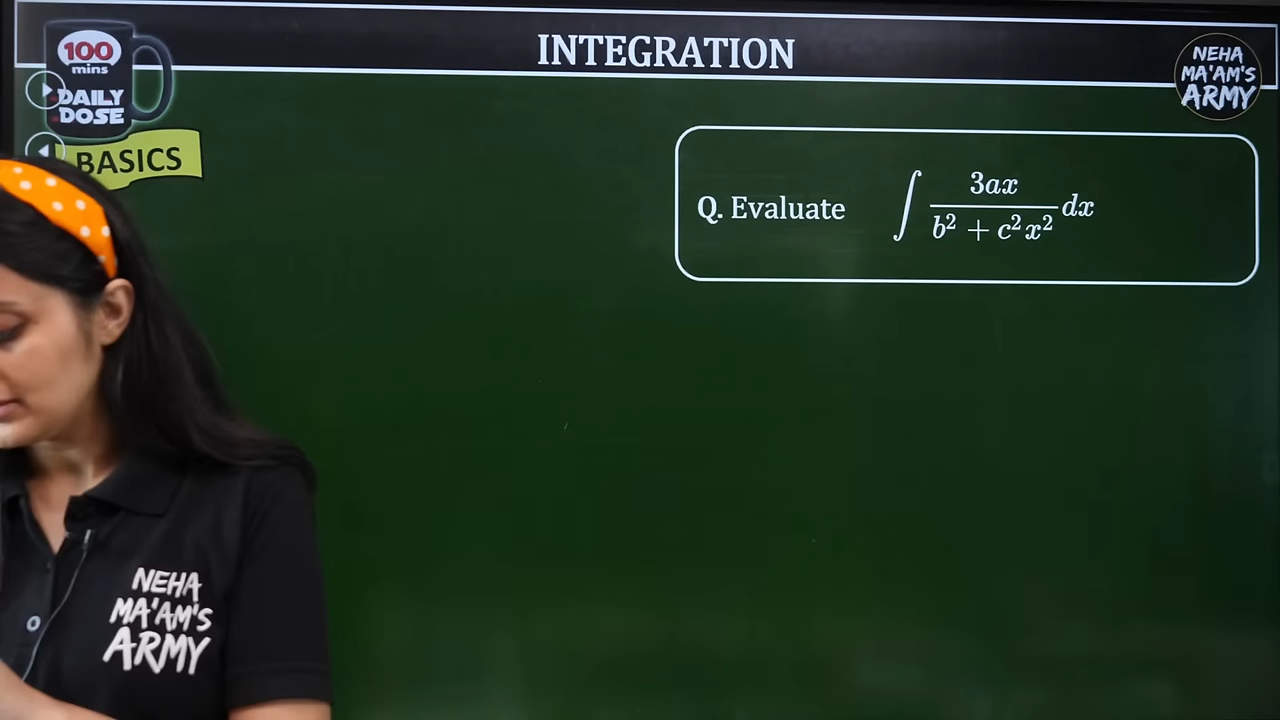 INTEGRATION
100
mins
DAILY
DOSE
BASICS
NEHA
MA'AM'S
ARMY
Q. Evaluate ∫ 3ax / (b² + c²x²) dx
NEHA
MA'AM'S
ARMY